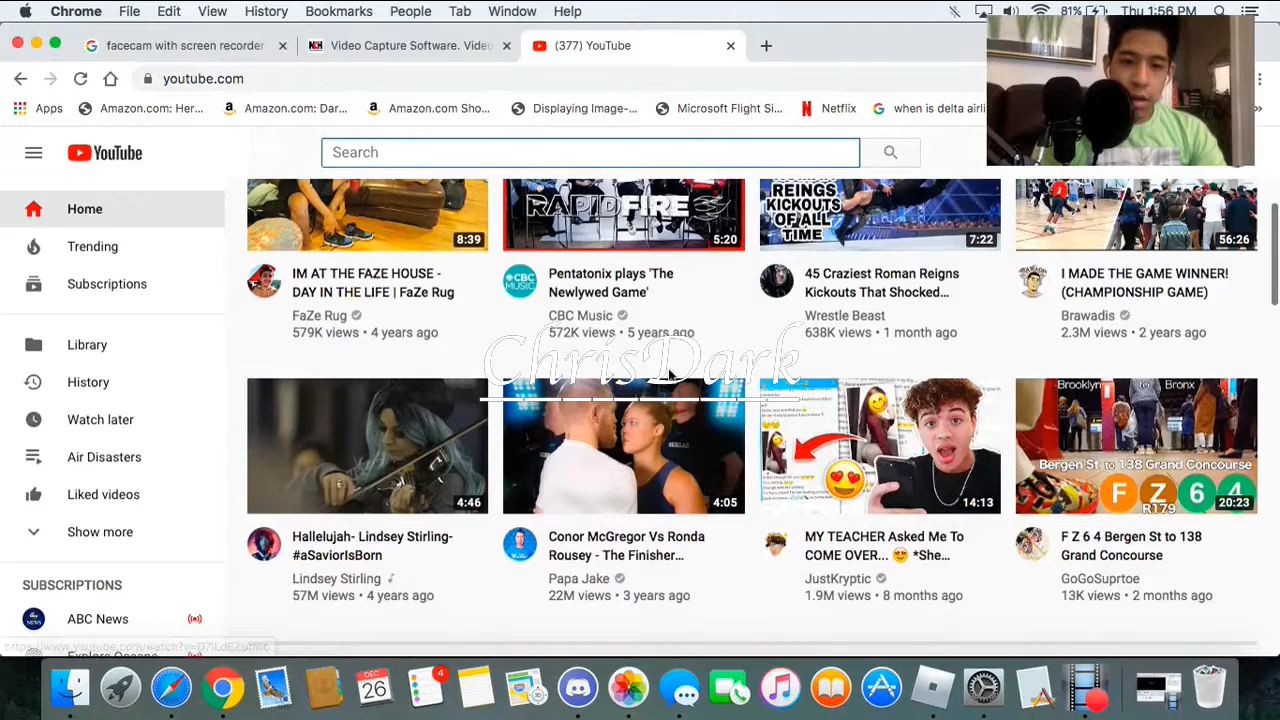 Chrome File Edit View History Bookmarks People Tab Window Help 81% Thu 1:56 PM
facecam with screen recorder Video Capture Software. Video (377) YouTube
youtube.com
Apps Amazon.com: Her... Amazon.com: Dar... Amazon.com Sho... Displaying Image-... Microsoft Flight Si... Netflix when is delta airli
YouTube
Search
Home
Trending
Subscriptions
Library
History
Watch later
Air Disasters
Liked videos
Show more
SUBSCRIPTIONS
ABC News
8:39
RAPID FIRE
5:20
REINGS
KICKOUTS
OF ALL
TIME
7:22
56:26
IM AT THE FAZE HOUSE -
DAY IN THE LIFE | FaZe Rug
FaZe Rug
579K views • 4 years ago
CBC MUSIC
Pentatonix plays 'The
Newlywed Game'
CBC Music
572K views • 5 years ago
45 Craziest Roman Reigns
Kickouts That Shocked...
Wrestle Beast
638K views • 1 month ago
I MADE THE GAME WINNER!
(CHAMPIONSHIP GAME)
Brawadis
2.3M views • 2 years ago
ChrisDark
4:46
4:05
14:13
Brooklyn to Bronx
Bergen St to 138 Grand Concourse
F Z 6 4
R179
20:23
Hallelujah- Lindsey Stirling-
#aSaviorIsBorn
Lindsey Stirling
57M views • 4 years ago
Conor McGregor Vs Ronda
Rousey - The Finisher...
Papa Jake
22M views • 3 years ago
MY TEACHER Asked Me To
COME OVER... 😍 *She...
JustKryptic
1.9M views • 8 months ago
F Z 6 4 Bergen St to 138
Grand Concourse
GoGoSuprtoe
13K views • 2 months ago
DEC
26
4